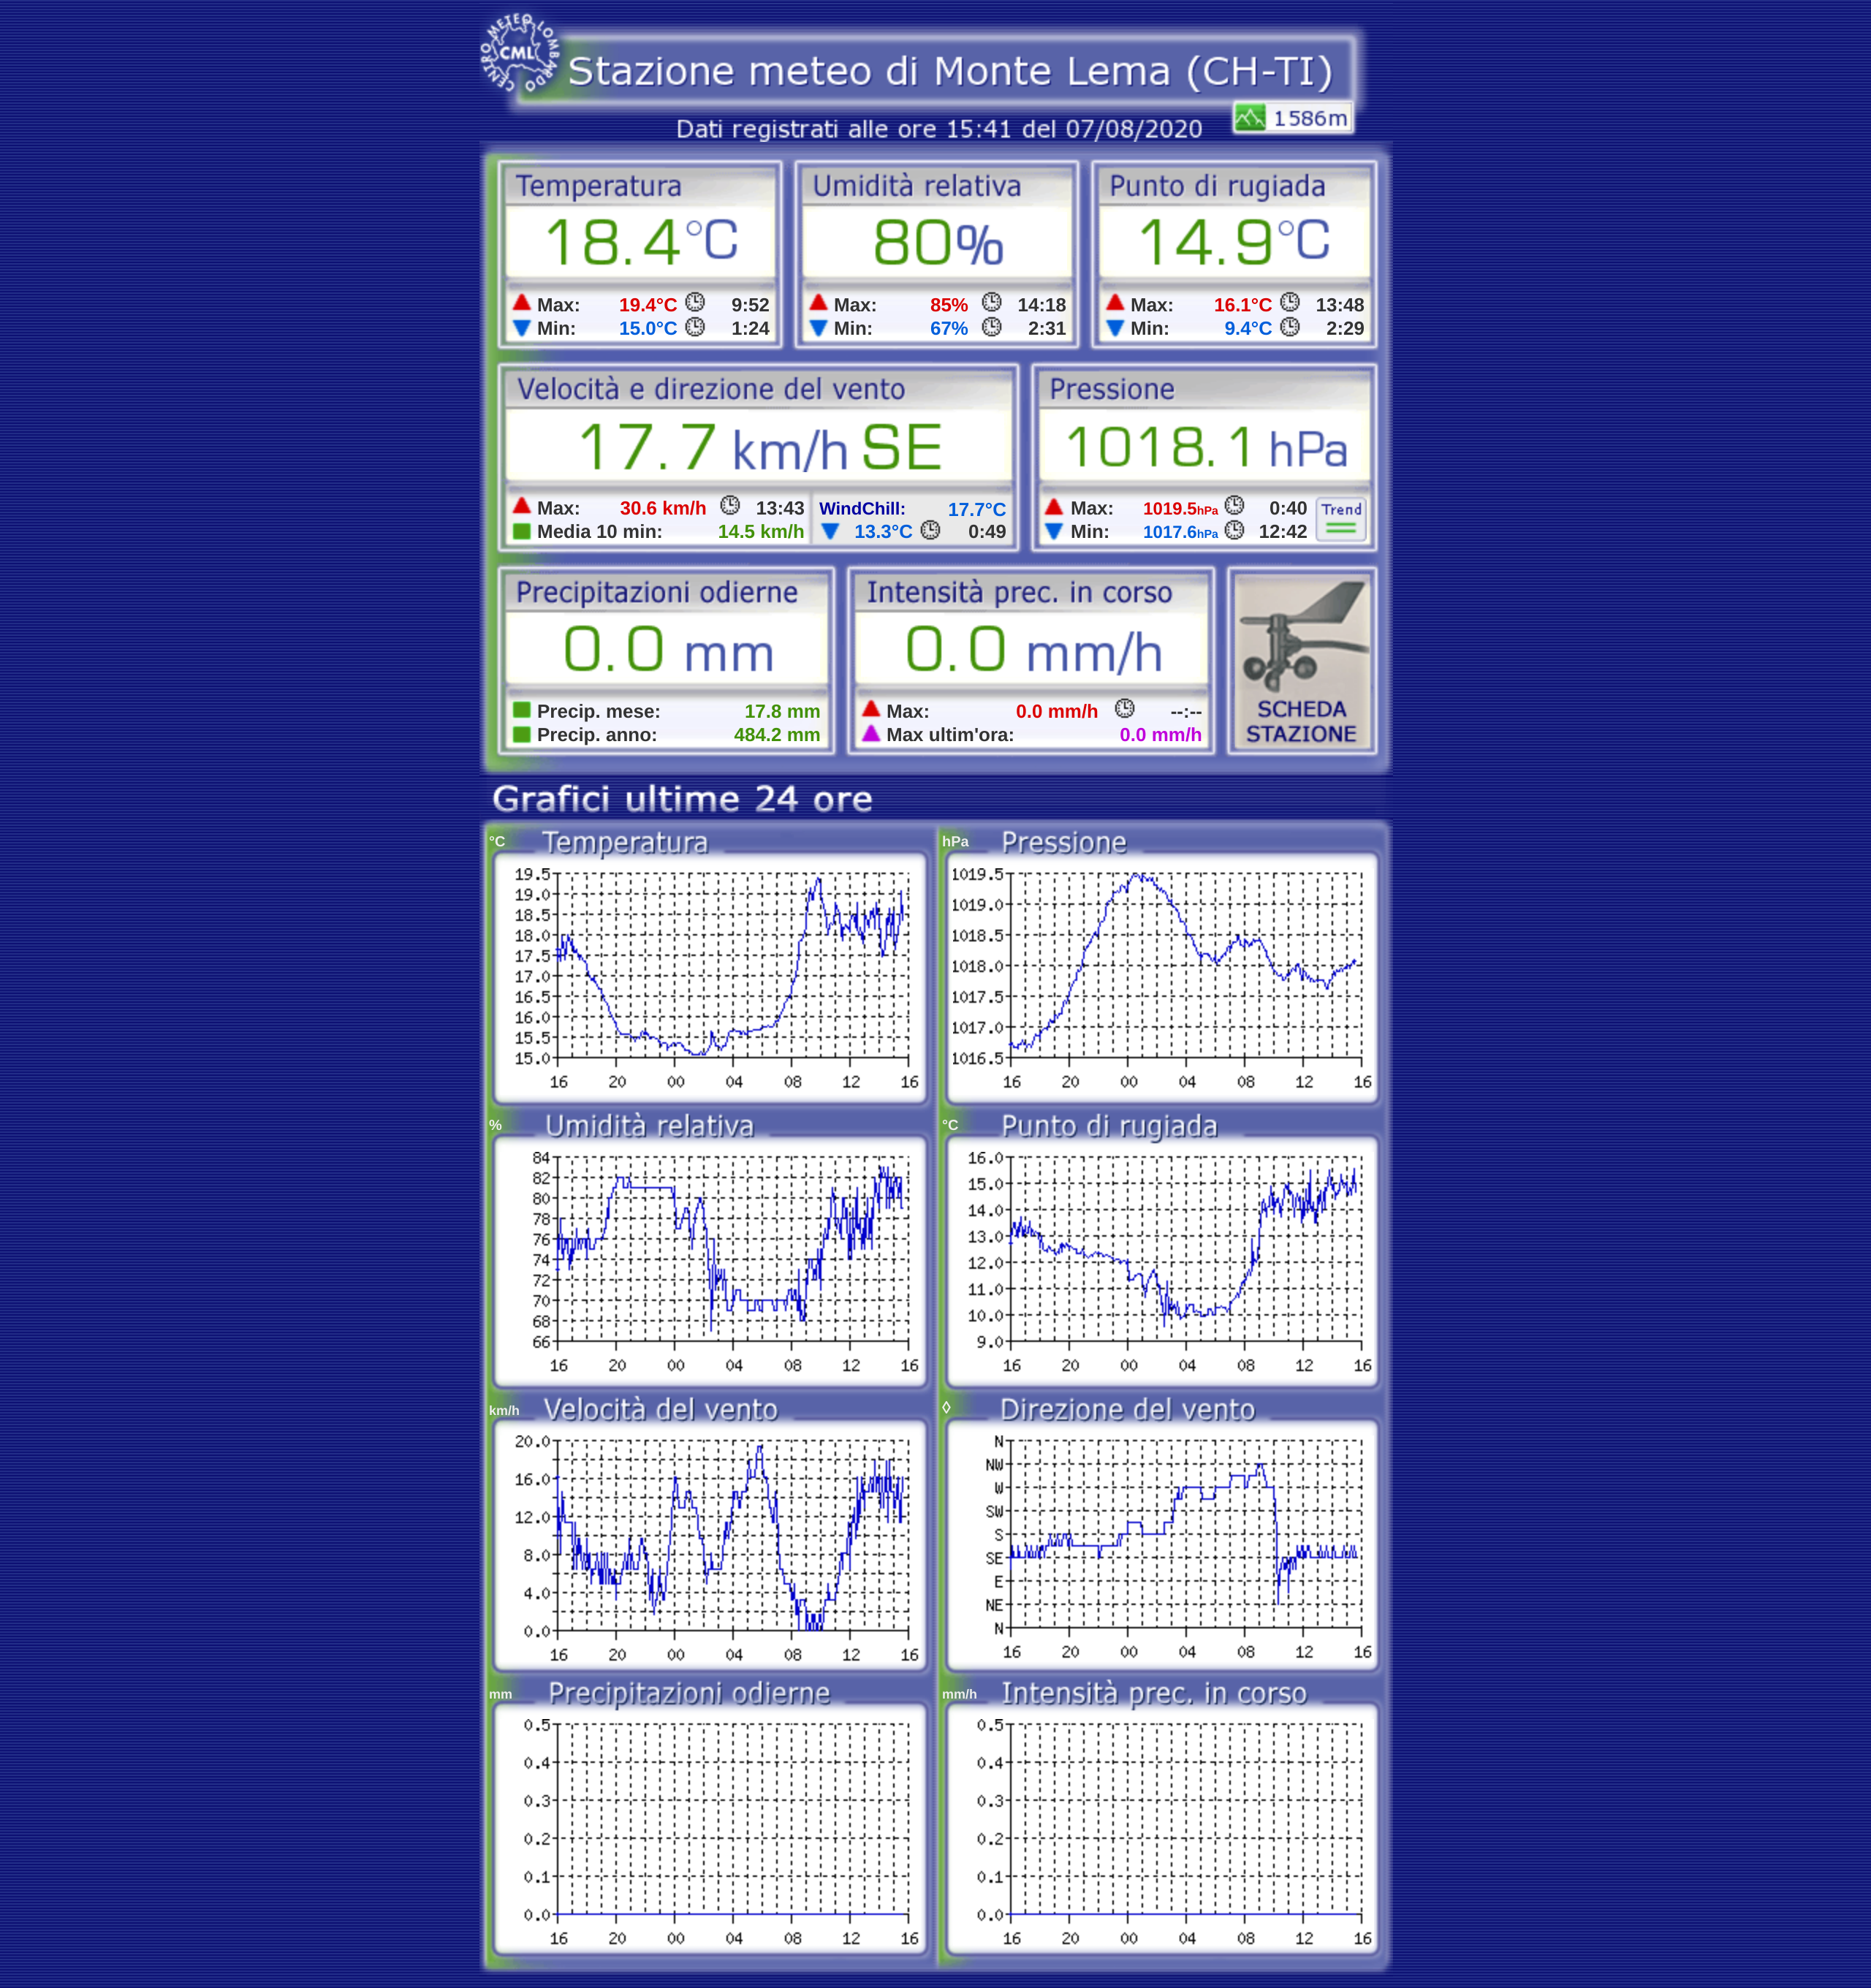 CENTRO METEO LOMBARDO
CML
Stazione meteo di Monte Lema (CH-TI)
1586m
Dati registrati alle ore 15:41 del 07/08/2020
Temperatura Umidità relativa Punto di rugiada
18.4°C 80% 14.9°C
Max: 19.4°C 9:52 Max: 85% 14:18 Max: 16.1°C 13:48
Min: 15.0°C 1:24 Min: 67% 2:31 Min: 9.4°C 2:29
Velocità e direzione del vento Pressione
17.7 km/h SE 1018.1 hPa
Max: 30.6 km/h 13:43 WindChill: 17.7°C Max: 1019.5hPa 0:40 Trend
Media 10 min: 14.5 km/h 13.3°C 0:49 Min: 1017.6hPa 12:42
Precipitazioni odierne Intensità prec. in corso
0.0 mm 0.0 mm/h
Precip. mese: 17.8 mm Max: 0.0 mm/h --:-- SCHEDA
Precip. anno: 484.2 mm Max ultim'ora: 0.0 mm/h STAZIONE
Grafici ultime 24 ore
°C Temperatura
19.5
19.0
18.5
18.0
17.5
17.0
16.5
16.0
15.5
15.0
16 20 00 04 08 12 16
hPa Pressione
1019.5
1019.0
1018.5
1018.0
1017.5
1017.0
1016.5
16 20 00 04 08 12 16
% Umidità relativa
84
82
80
78
76
74
72
70
68
66
16 20 00 04 08 12 16
°C Punto di rugiada
16.0
15.0
14.0
13.0
12.0
11.0
10.0
9.0
16 20 00 04 08 12 16
km/h Velocità del vento
20.0
16.0
12.0
8.0
4.0
0.0
16 20 00 04 08 12 16
◊ Direzione del vento
N
NW
W
SW
S
SE
E
NE
N
16 20 00 04 08 12 16
mm Precipitazioni odierne
0.5
0.4
0.3
0.2
0.1
0.0
16 20 00 04 08 12 16
mm/h Intensità prec. in corso
0.5
0.4
0.3
0.2
0.1
0.0
16 20 00 04 08 12 16